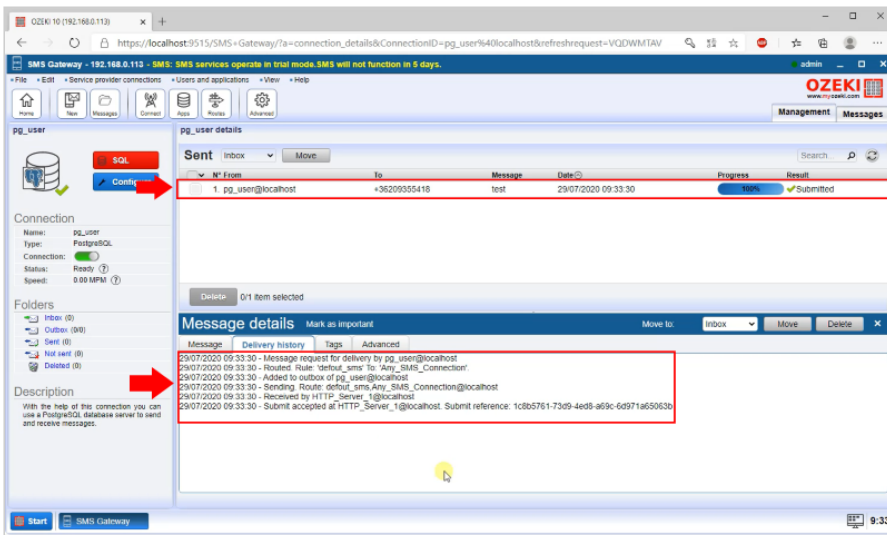 OZEKI 10 (192.168.0.113)
https://localhost:9515/SMS+Gateway/?a=connection_details&ConnectionID=pg_user%40localhost&refreshrequest=VQDWMTAV
SMS Gateway - 192.168.0.113 - SMS: SMS services operate in trial mode.SMS will not function in 5 days.
admin
File Edit Service provider connections Users and applications View Help
OZEKI
www.myozeki.com
Home New Messages Connect Apps Routes Advanced
Management Messages
pg_user
pg_user details
SQL
Sent Inbox Move Search
N° From To Message Date Progress Result
1. pg_user@localhost +36209355418 test 29/07/2020 09:33:30 100% Submitted
Connection
Name: pg_user
Type: PostgreSQL
Connection:
Status: Ready (?)
Speed: 0.00 MPM (?)
Delete 0/1 item selected
Folders
Inbox (0)
Outbox (0/0)
Sent (0)
Not sent (0)
Deleted (0)
Message details Mark as important Move to: Inbox Move Delete
Message Delivery history Tags Advanced
29/07/2020 09:33:30 - Message request for delivery by pg_user@localhost
29/07/2020 09:33:30 - Routed. Rule: 'defout_sms' To: 'Any_SMS_Connection'.
29/07/2020 09:33:30 - Added to outbox of pg_user@localhost
29/07/2020 09:33:30 - Sending. Route: defout_sms,Any_SMS_Connection@localhost
29/07/2020 09:33:30 - Received by HTTP_Server_1@localhost
29/07/2020 09:33:30 - Submit accepted at HTTP_Server_1@localhost. Submit reference: 1c8b5761-73d9-4ed8-a69c-6d971a65063b
Description
With the help of this connection you can
use a PostgreSQL database server to send
and receive messages.
Start SMS Gateway